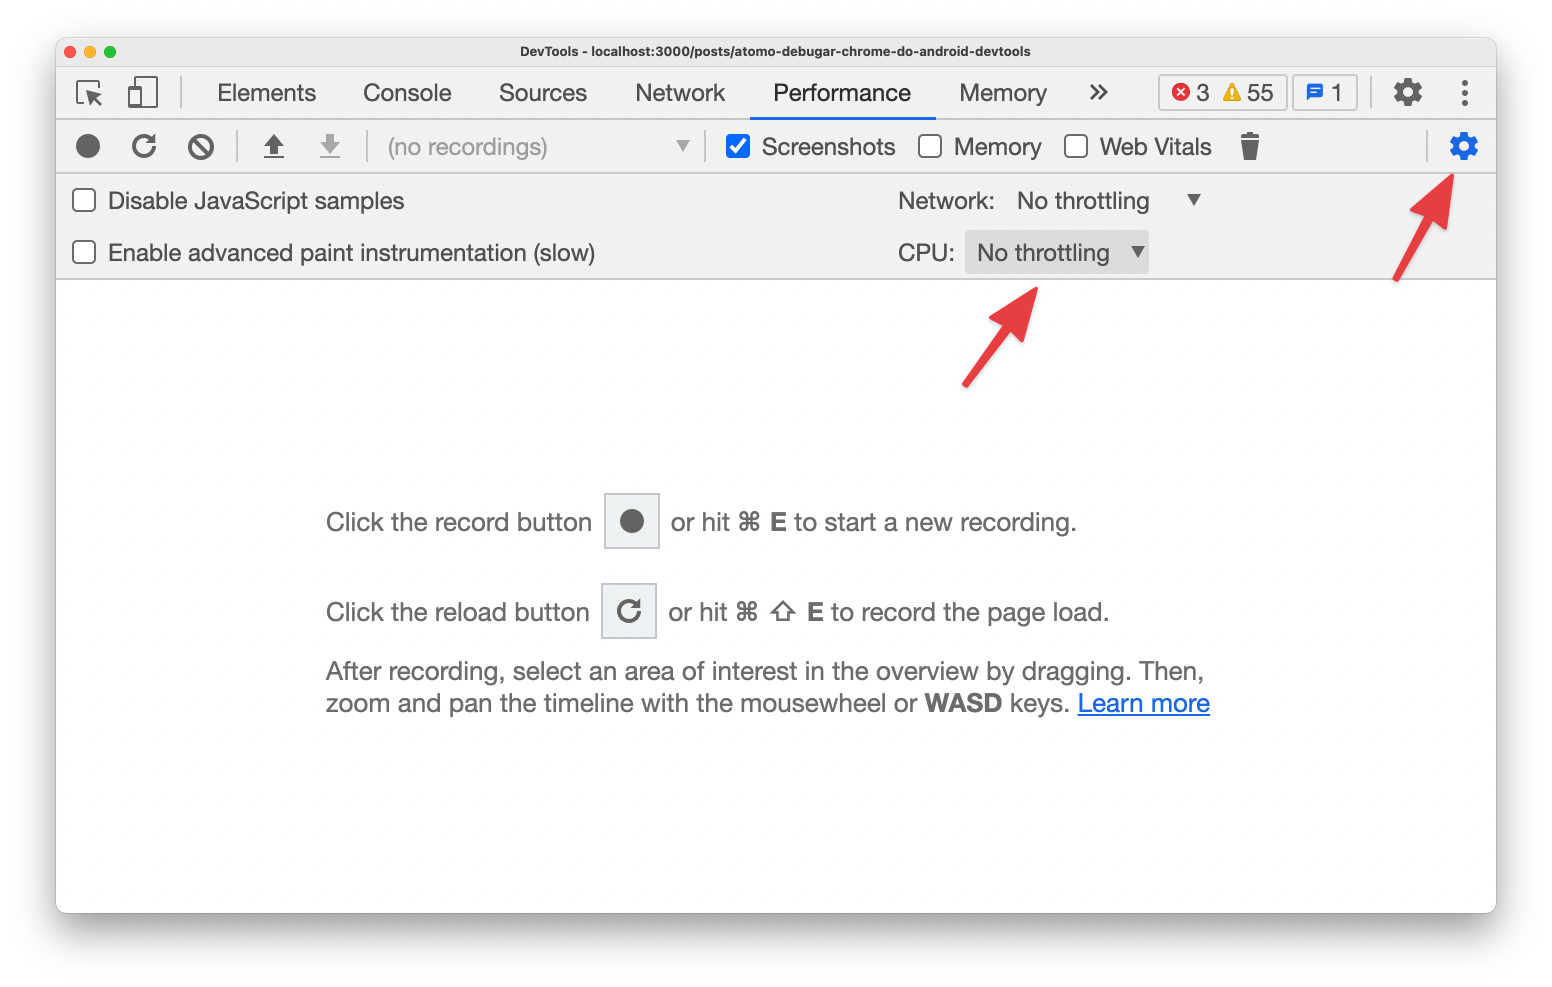 DevTools - localhost:3000/posts/atomo-debugar-chrome-do-android-devtools
Elements Console Sources Network Performance Memory » 3 55 1
(no recordings) Screenshots Memory Web Vitals
Disable JavaScript samples Network: No throttling
Enable advanced paint instrumentation (slow) CPU: No throttling
Click the record button or hit ⌘ E to start a new recording.
Click the reload button or hit ⌘ ⇧ E to record the page load.
After recording, select an area of interest in the overview by dragging. Then,
zoom and pan the timeline with the mousewheel or WASD keys. Learn more